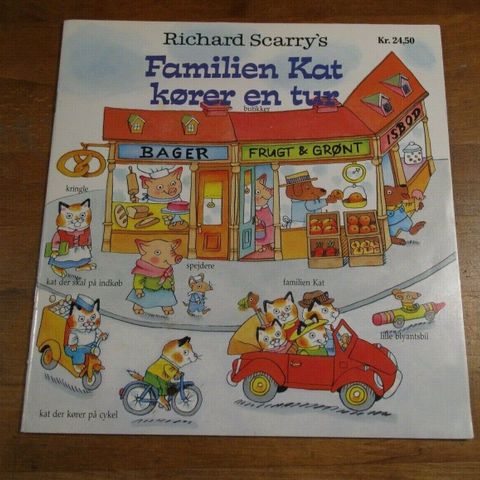 Richard Scarry's
Kr. 24,50
Familien Kat
kører en tur
butikker
ISBOD
BAGER
FRUGT & GRØNT
kringle
kat der skal på indkøb
spejdere
familien Kat
lille blyantsbil
kat der kører på cykel